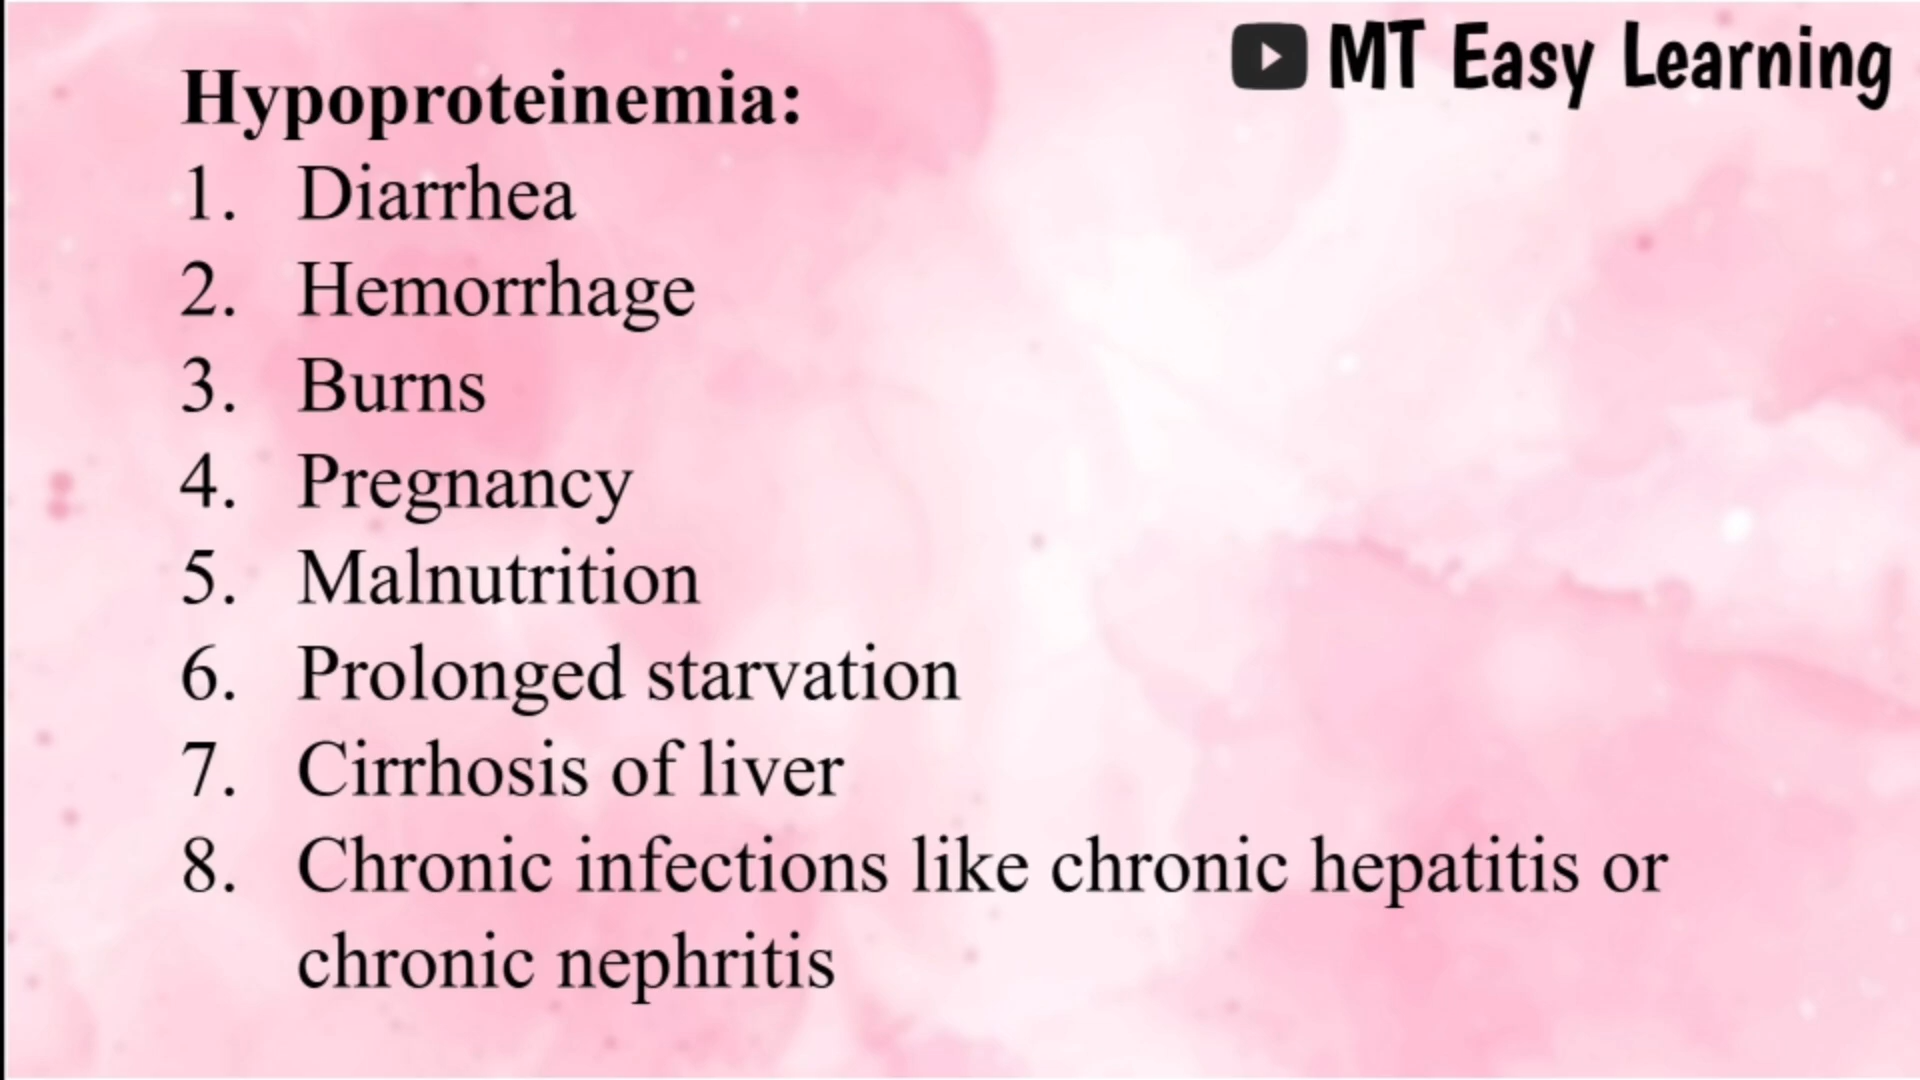 MT Easy Learning
Hypoproteinemia:
1. Diarrhea
2. Hemorrhage
3. Burns
4. Pregnancy
5. Malnutrition
6. Prolonged starvation
7. Cirrhosis of liver
8. Chronic infections like chronic hepatitis or
chronic nephritis